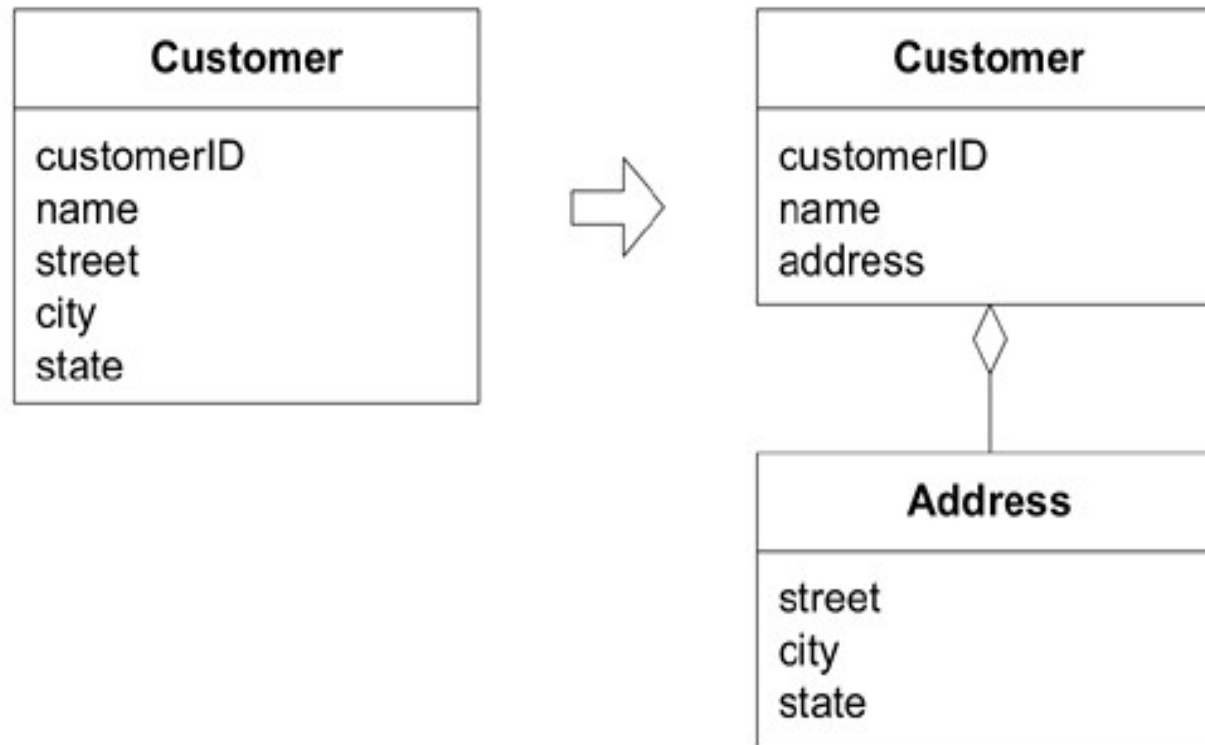 Customer
customerID
name
street
city
state
Customer
customerID
name
address
Address
street
city
state